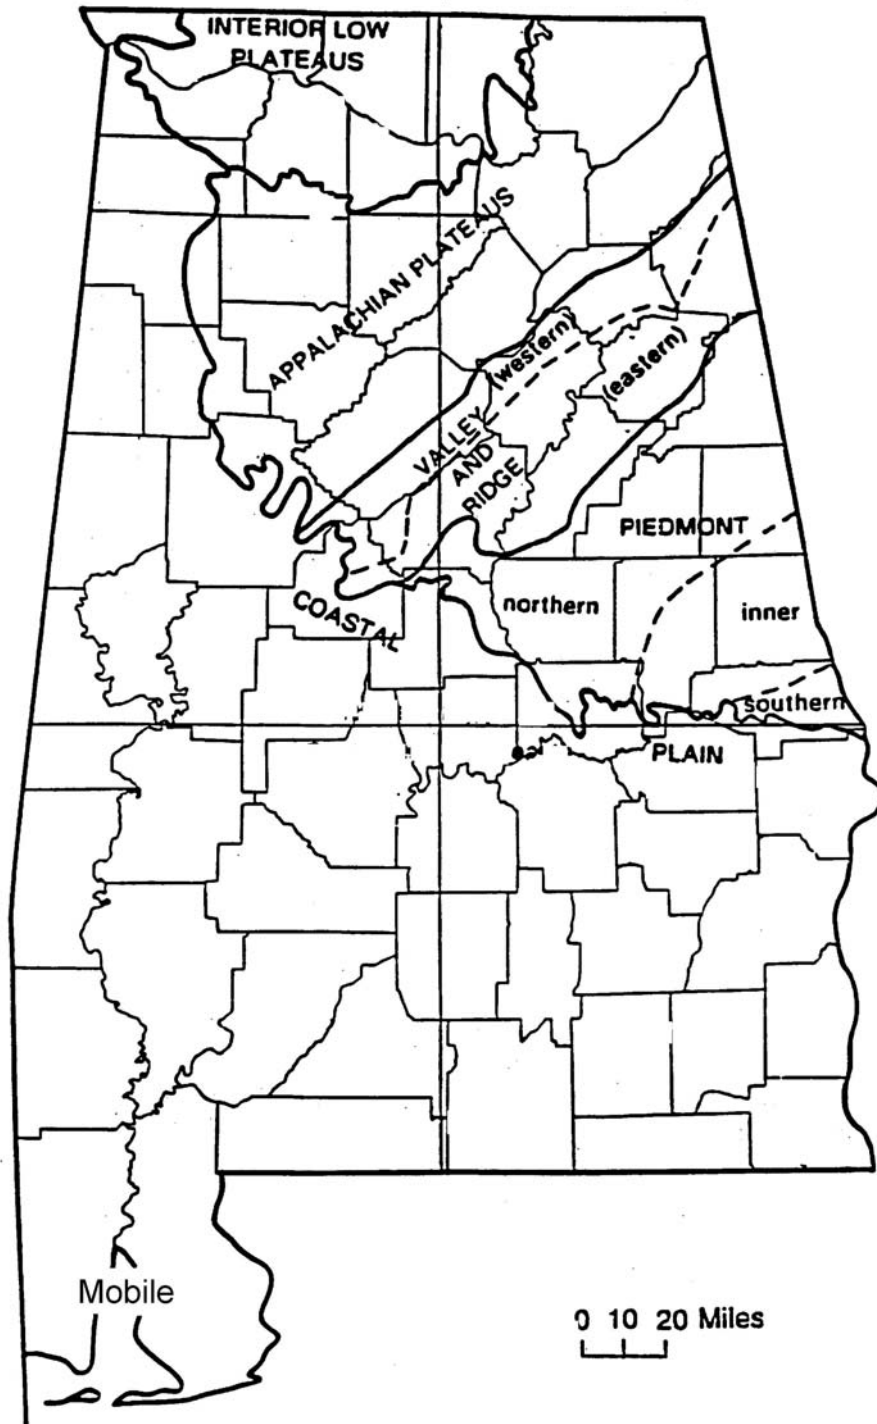 INTERIOR LOW
PLATEAUS
APPALACHIAN PLATEAUS
(western)
(eastern)
VALLEY
AND
RIDGE
PIEDMONT
COASTAL
northern
inner
southern
PLAIN
Mobile
0 10 20 Miles